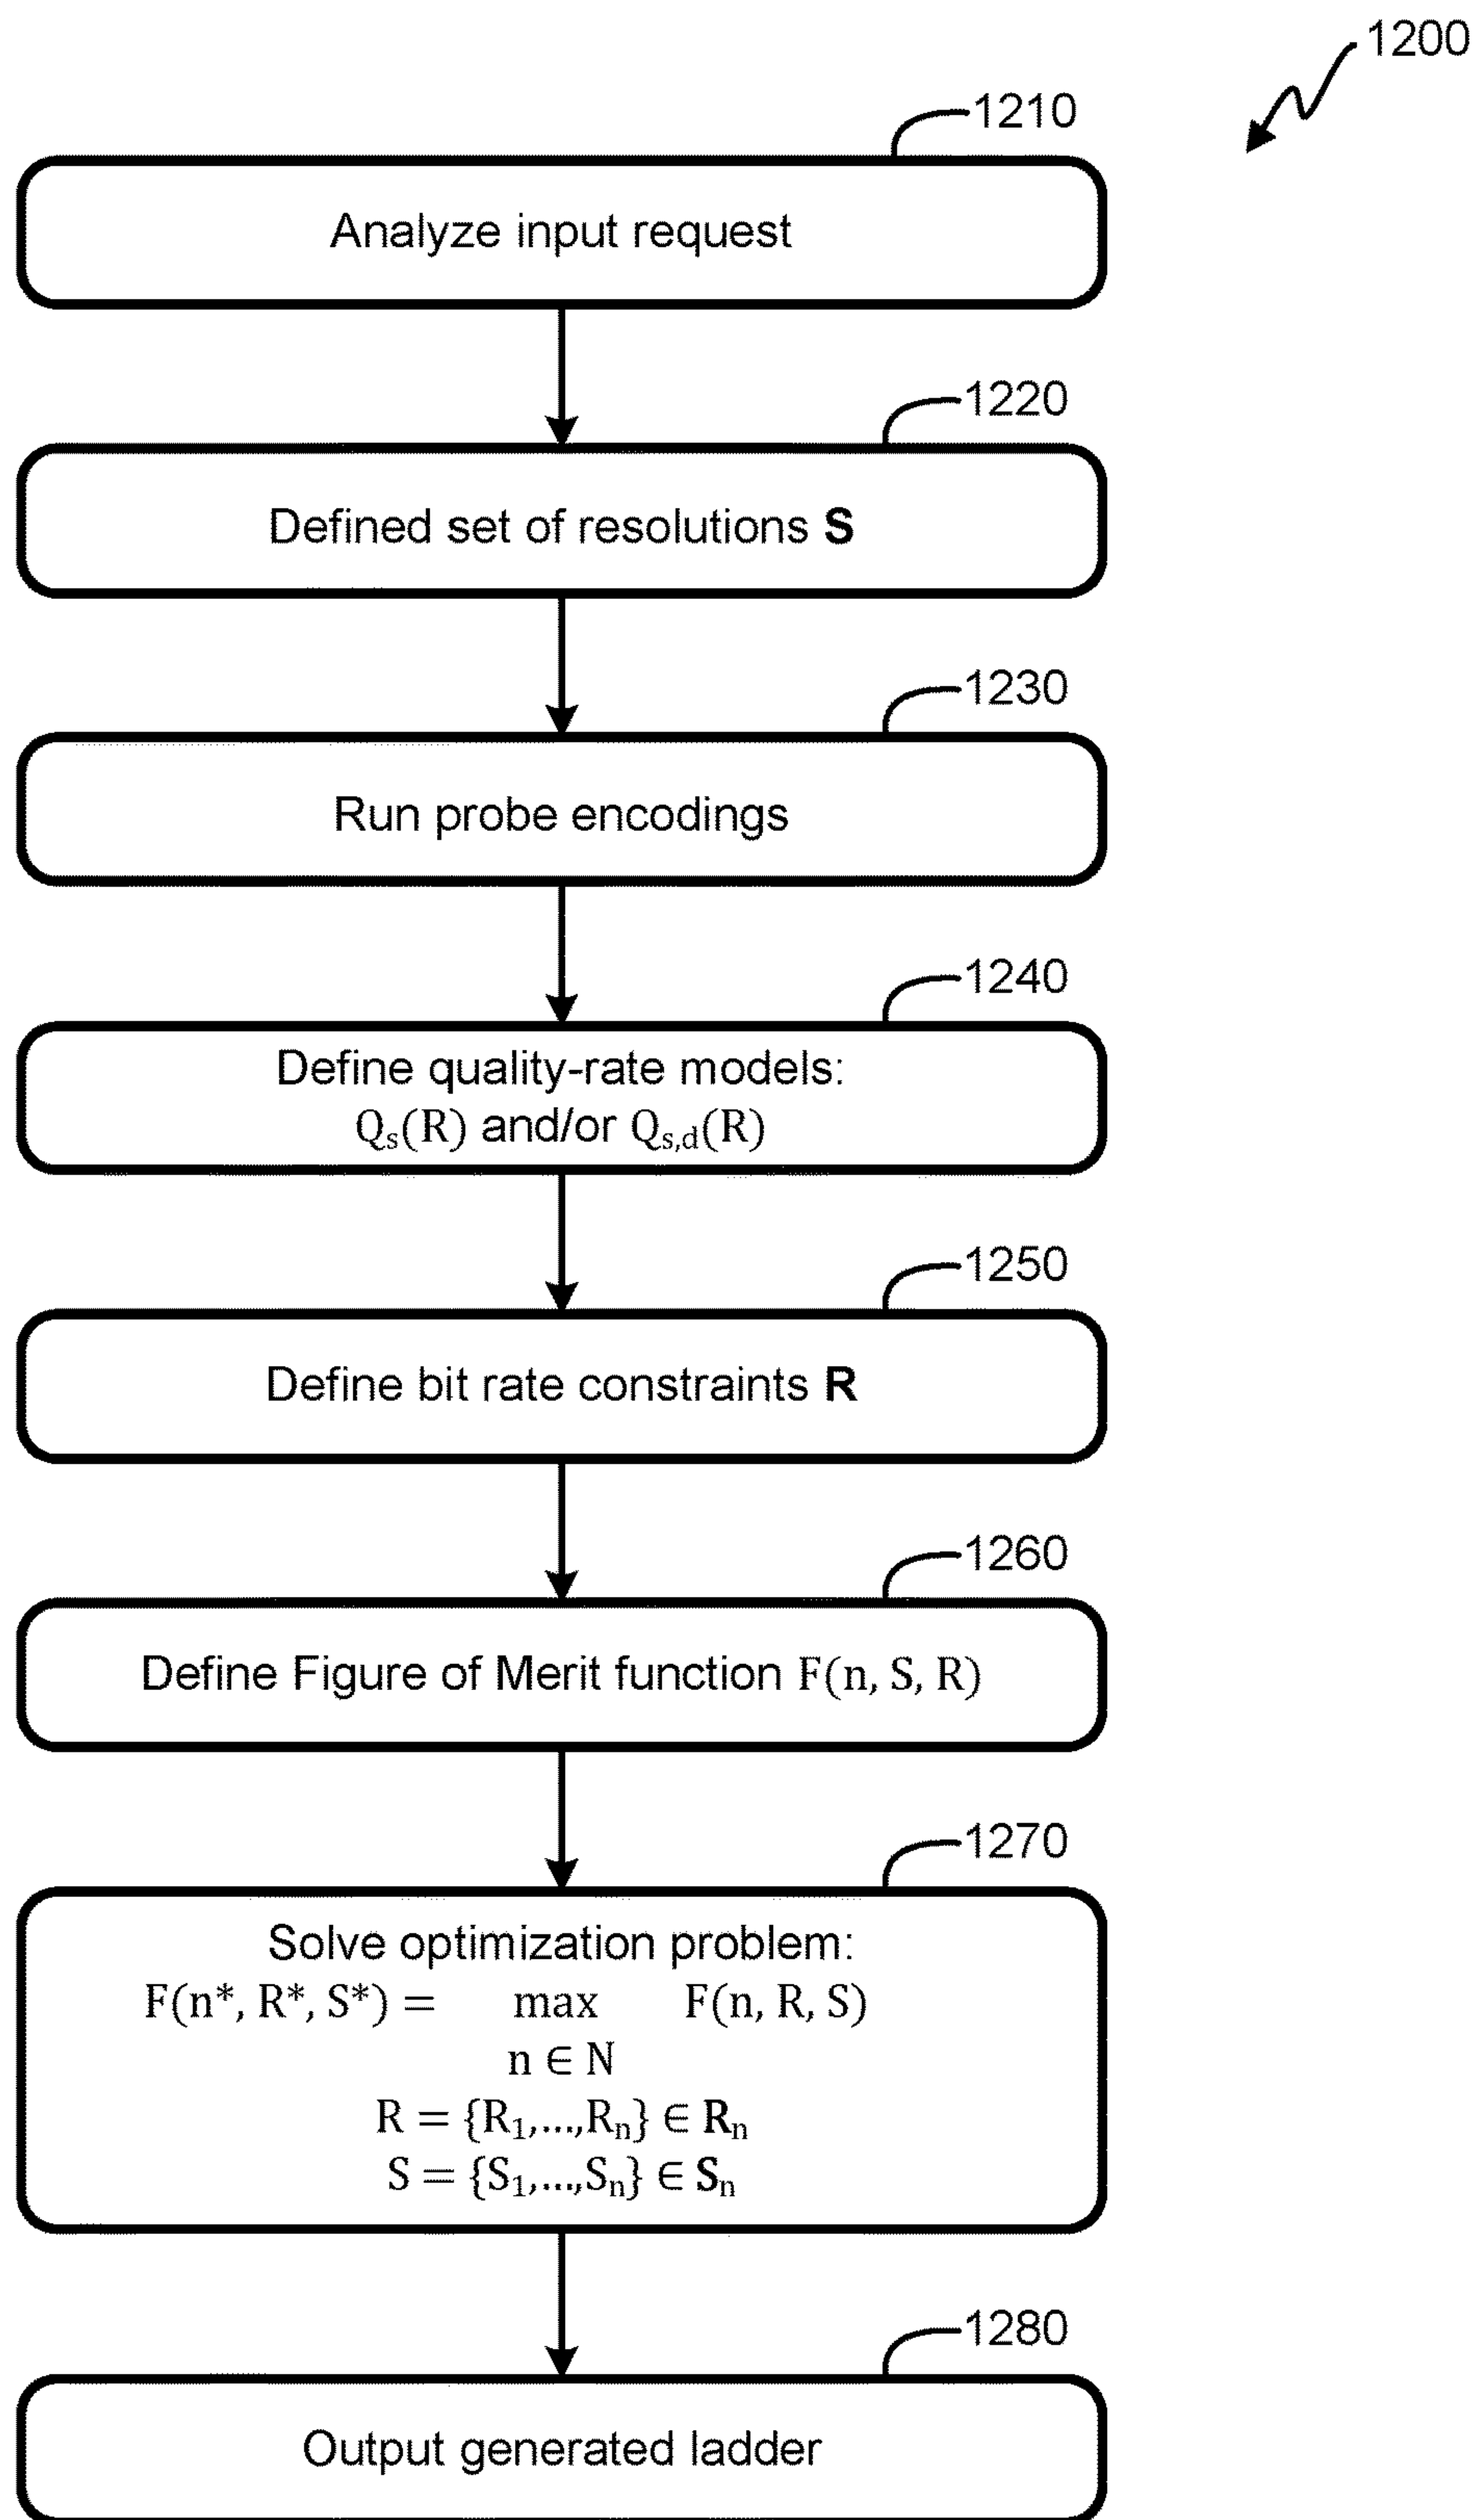 1200
1210
Analyze input request
1220
Defined set of resolutions S
1230
Run probe encodings
1240
Define quality-rate models:
Qs(R) and/or Qs,d(R)
1250
Define bit rate constraints R
1260
Define Figure of Merit function F(n, S, R)
1270
Solve optimization problem:
F(n*, R*, S*) = max F(n, R, S)
n ∈ N
R = {R1,...,Rn} ∈ Rn
S = {S1,...,Sn} ∈ Sn
1280
Output generated ladder